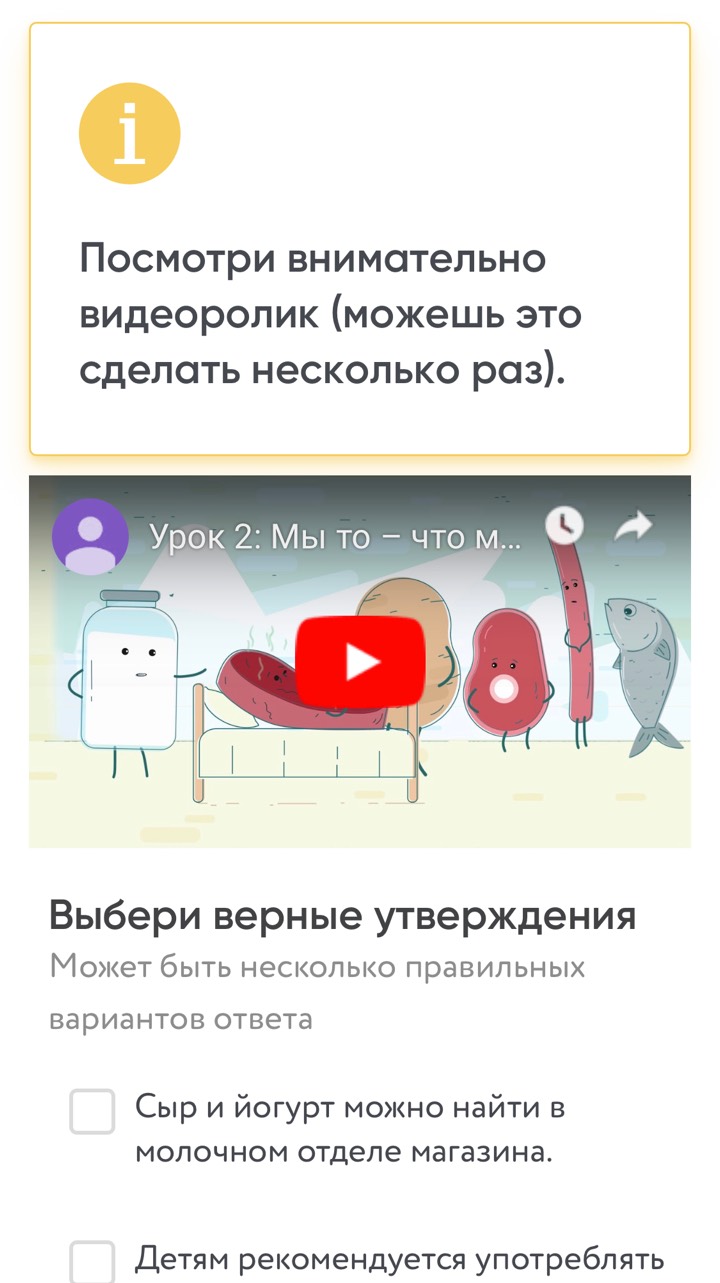 i
Посмотри внимательно
видеоролик (можешь это
сделать несколько раз).
Урок 2: Мы то – что м...
Выбери верные утверждения
Может быть несколько правильных
вариантов ответа
Сыр и йогурт можно найти в
молочном отделе магазина.
Детям рекомендуется употреблять